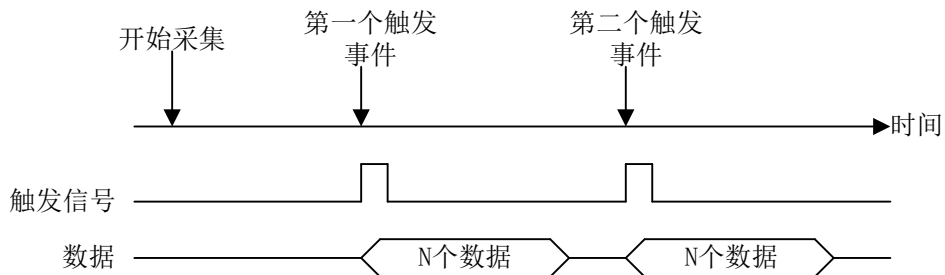 开始采集
第一个触发
事件
第二个触发
事件
时间
触发信号
数据
N个数据
N个数据